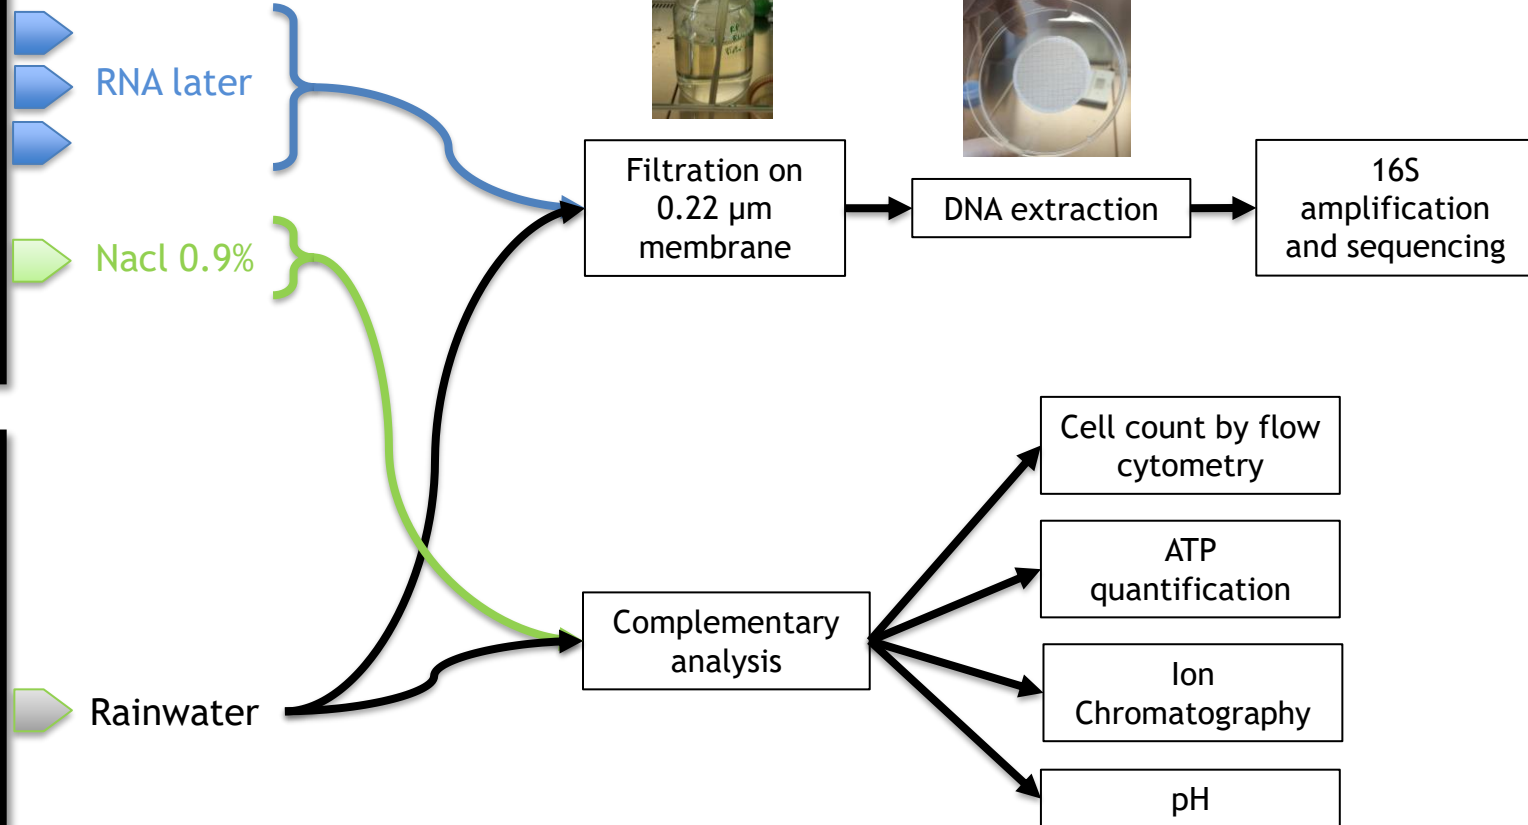 RNA later
Nacl 0.9%
Rainwater
Filtration on
0.22 µm
membrane
DNA extraction
16S
amplification
and sequencing
Complementary
analysis
Cell count by flow
cytometry
ATP
quantification
Ion
Chromatography
pH